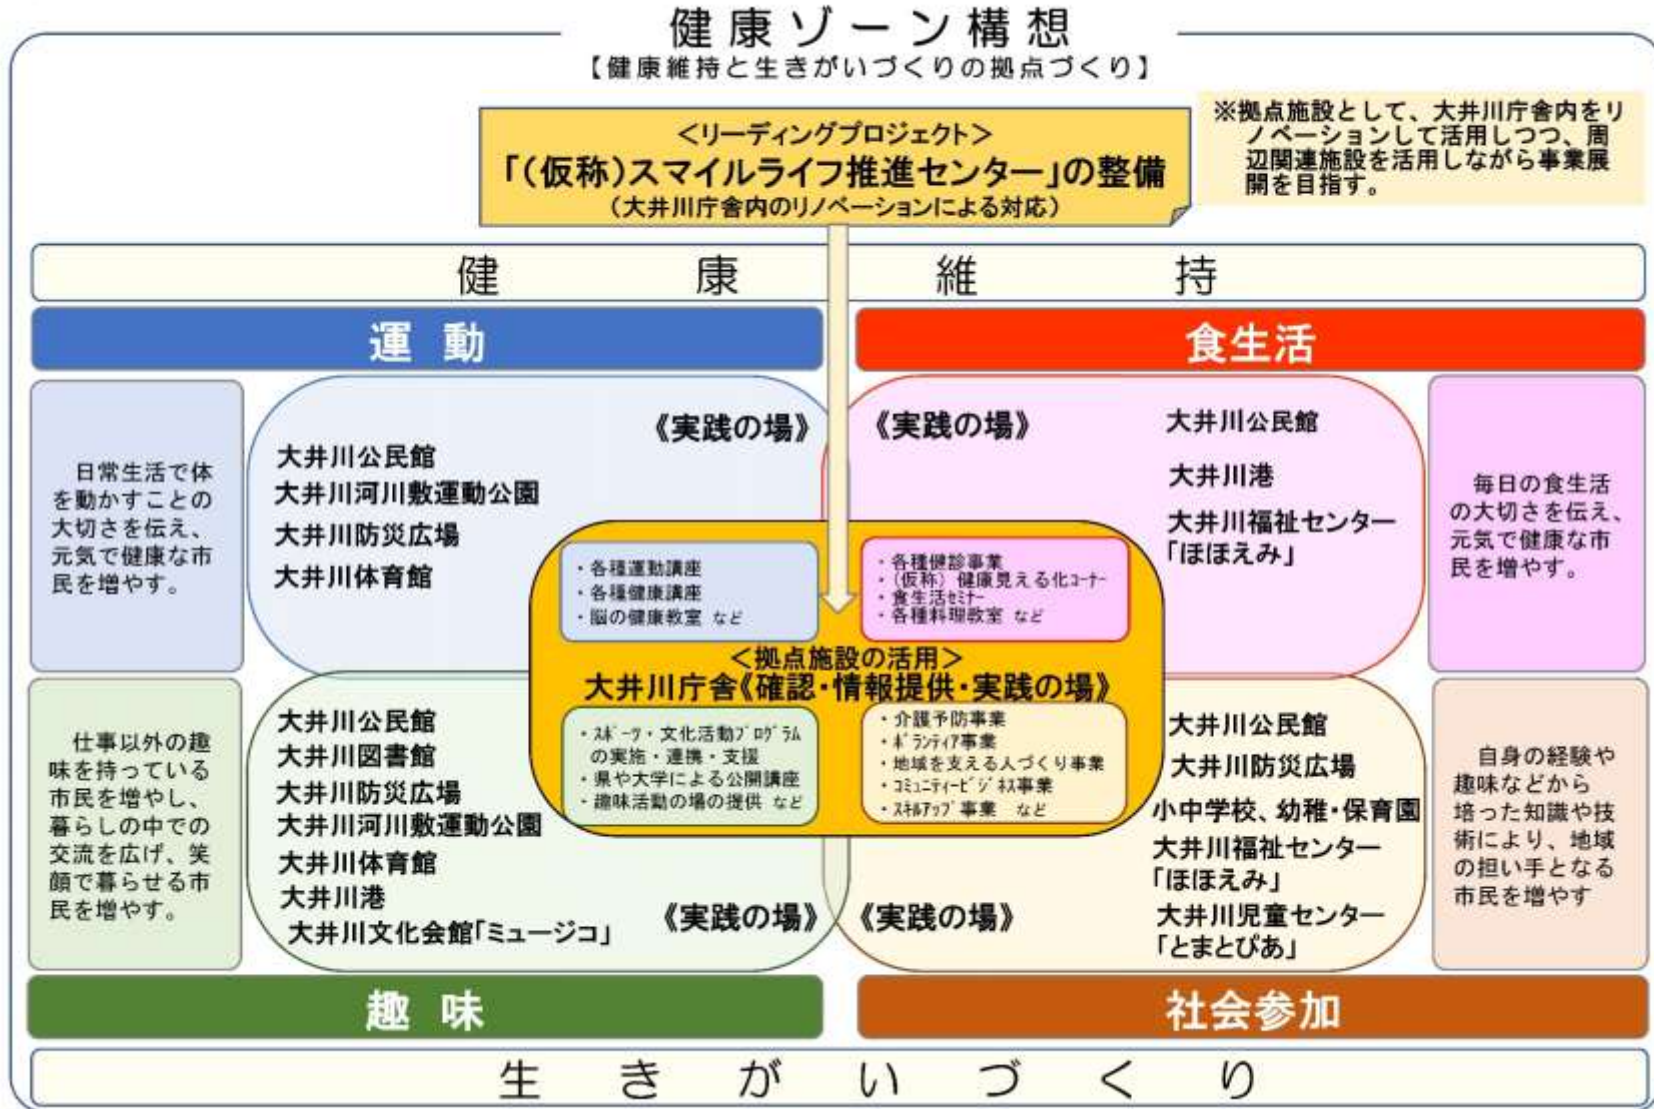 健康ゾーン構想
【健康維持と生きがいづくりの拠点づくり】
＜リーディングプロジェクト＞
「（仮称）スマイルライフ推進センター」の整備
（大井川庁舎内のリノベーションによる対応）
※拠点施設として、大井川庁舎内をリ
ノベーションして活用しつつ、周
辺関連施設を活用しながら事業展
開を目指す。
健康維持
運動
食生活
日常生活で体
を動かすことの
大切さを伝え、
元気で健康な市
民を増やす。
《実践の場》
大井川公民館
大井川河川敷運動公園
大井川防災広場
大井川体育館
《実践の場》
大井川公民館
大井川港
大井川福祉センター
「ほほえみ」
毎日の食生活
の大切さを伝え、
元気で健康な市
民を増やす。
・各種運動講座
・各種健康講座
・脳の健康教室 など
・各種健診事業
・（仮称）健康見える化ｺｰﾅｰ
・食生活ｾﾐﾅｰ
・各種料理教室 など
＜拠点施設の活用＞
大井川庁舎《確認・情報提供・実践の場》
・ｽﾎﾟｰﾂ・文化活動ﾌﾟﾛｸﾞﾗﾑ
の実施・連携・支援
・県や大学による公開講座
・趣味活動の場の提供 など
・介護予防事業
・ﾎﾞﾗﾝﾃｨｱ事業
・地域を支える人づくり事業
・ｺﾐｭﾆﾃｨｰﾋﾞｼﾞﾈｽ事業
・ｽｷﾙｱｯﾌﾟ事業 など
仕事以外の趣
味を持っている
市民を増やし、
暮らしの中での
交流を広げ、笑
顔で暮らせる市
民を増やす。
大井川公民館
大井川図書館
大井川防災広場
大井川河川敷運動公園
大井川体育館
大井川港
大井川文化会館「ミュージコ」
《実践の場》
《実践の場》
大井川公民館
大井川防災広場
小中学校、幼稚・保育園
大井川福祉センター
「ほほえみ」
大井川児童センター
「とまとぴあ」
自身の経験や
趣味などから
培った知識や技
術により、地域
の担い手となる
市民を増やす
趣味
社会参加
生きがいづくり